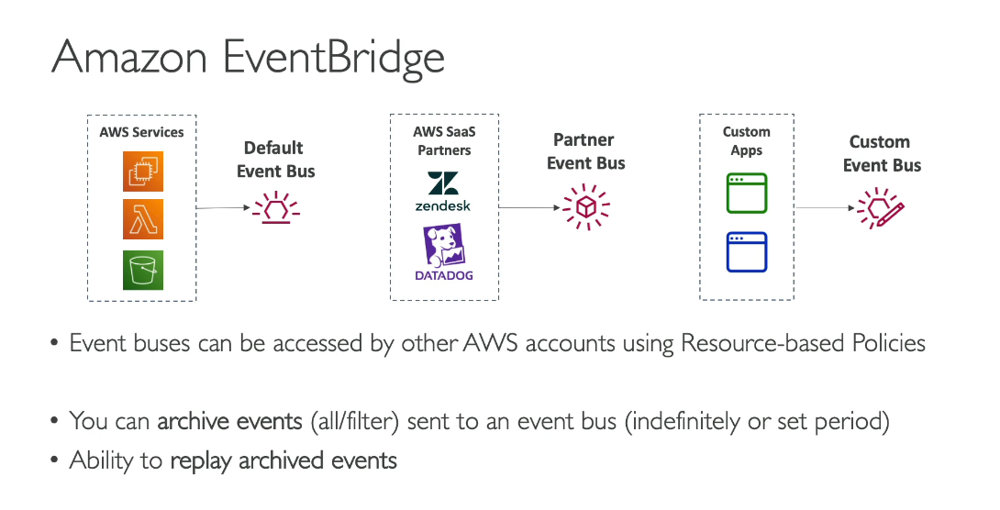 Amazon EventBridge
AWS Services
Default
Event Bus
AWS SaaS
Partners
zendesk
DATADOG
Partner
Event Bus
Custom
Apps
Custom
Event Bus
• Event buses can be accessed by other AWS accounts using Resource-based Policies
• You can archive events (all/filter) sent to an event bus (indefinitely or set period)
• Ability to replay archived events